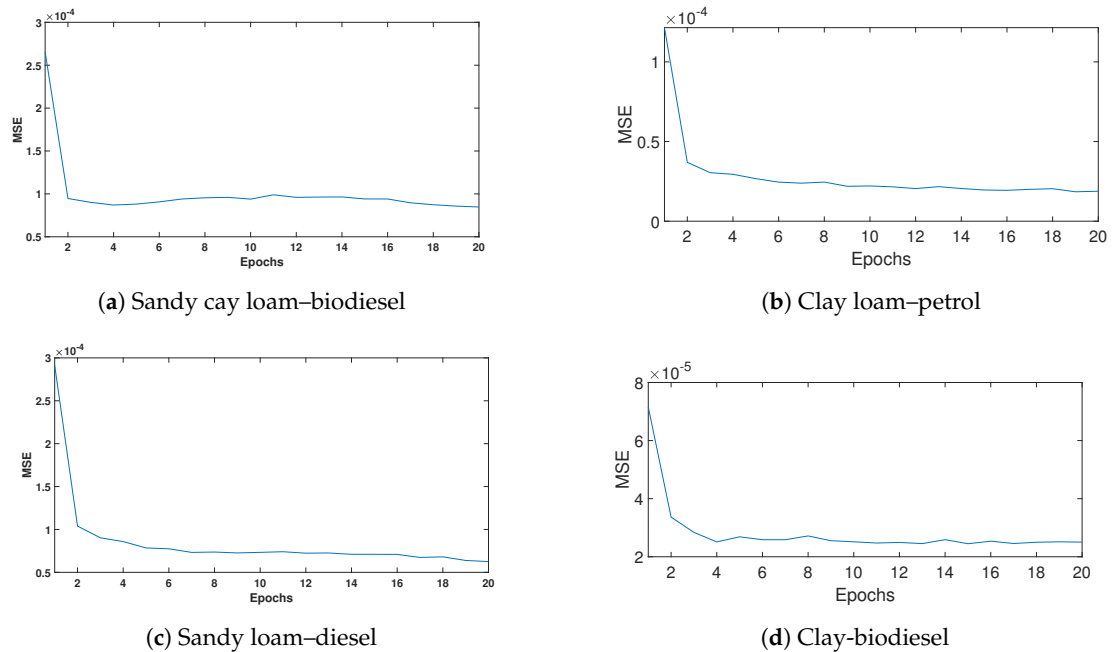 ×10⁻⁴
3
2.5
2
1.5
1
0.5
MSE
2 4 6 8 10 12 14 16 18 20
Epochs
(a) Sandy cay loam–biodiesel
×10⁻⁴
1
0.5
0
MSE
2 4 6 8 10 12 14 16 18 20
Epochs
(b) Clay loam–petrol
×10⁻⁴
3
2.5
2
1.5
1
0.5
MSE
2 4 6 8 10 12 14 16 18 20
Epochs
(c) Sandy loam–diesel
×10⁻⁵
8
6
4
2
MSE
2 4 6 8 10 12 14 16 18 20
Epochs
(d) Clay-biodiesel